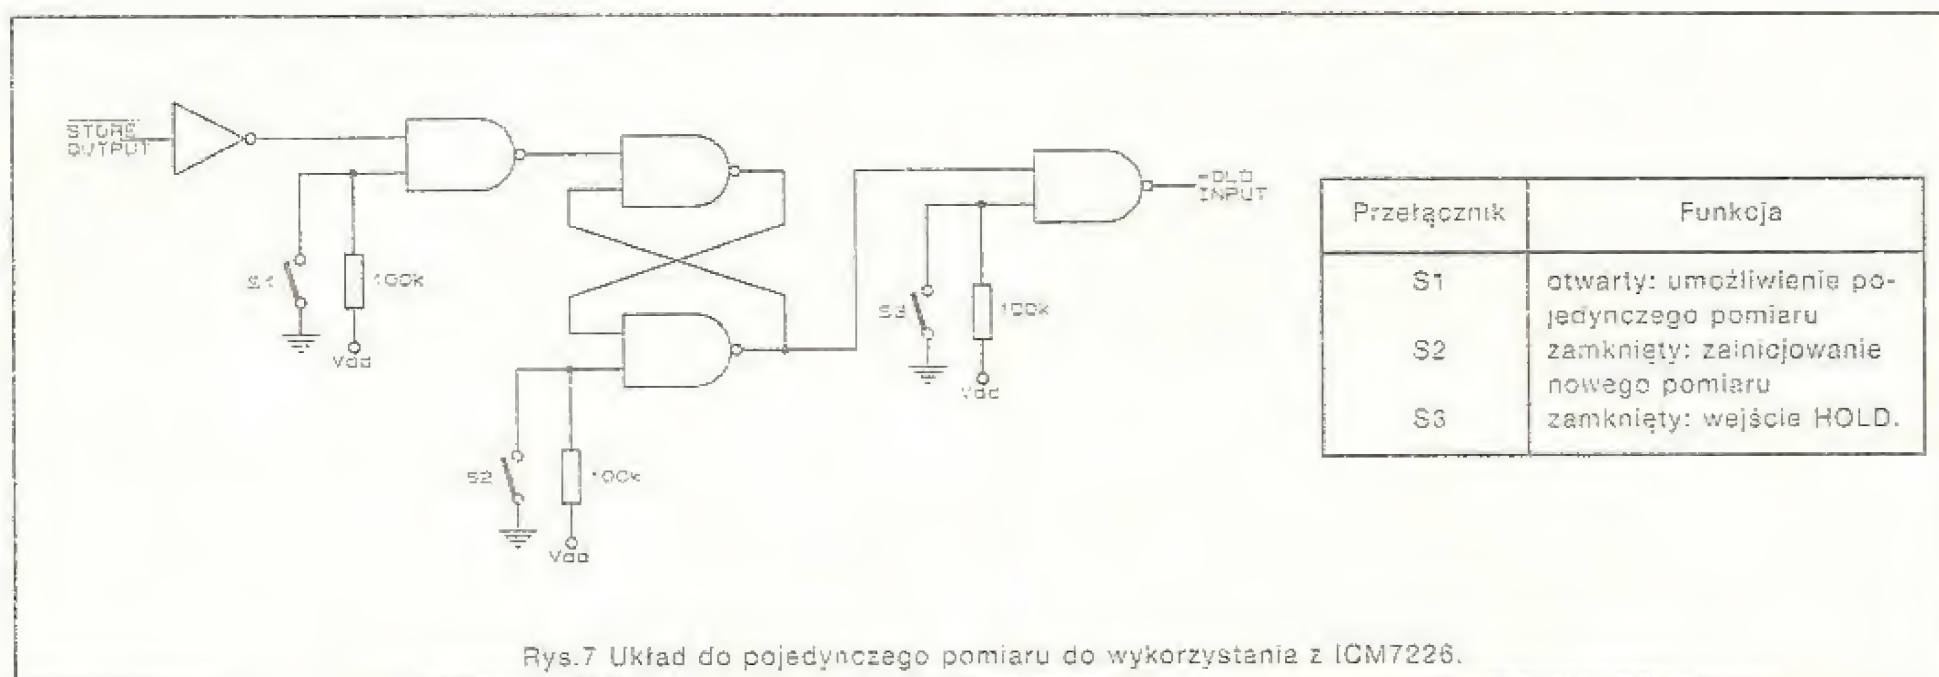 STORE
OUTPUT
S1
100k
Vdd
S2
100k
Vdd
S3
100k
Vdd
INPUT
Przełącznik Funkcja
S1 otwarty: umożliwienie po-
jedynczego pomiaru
S2 zamknięty: zainicjowanie
nowego pomiaru
S3 zamknięty: wejście HOLD.
Rys.7 Układ do pojedynczego pomiaru do wykorzystania z ICM7226.